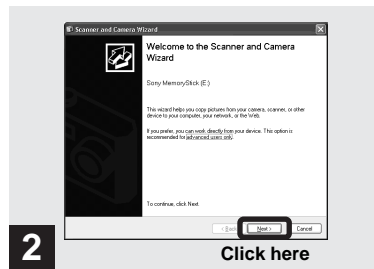 Scanner and Camera Wizard
Welcome to the Scanner and Camera
Wizard
Sony MemoryStick (E:)
This wizard helps you copy pictures from your camera, scanner, or other
device to your computer, your network, or the Web.
If you prefer, you can work directly from your device. This option is
recommended for advanced users only.
To continue, click Next.
< Back Next > Cancel
2
Click here